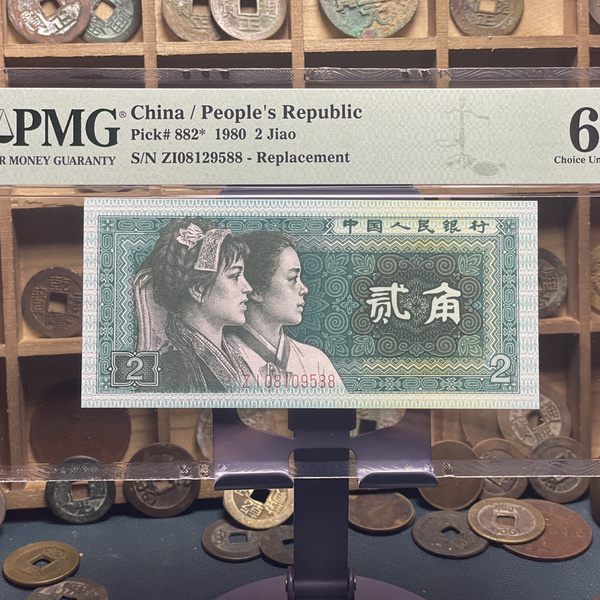 PMG®
R MONEY GUARANTY
China / People's Republic
Pick# 882* 1980 2 Jiao
S/N ZI08129588 - Replacement
6
Choice Un
中国人民银行
贰角
2
2
ZI08109588